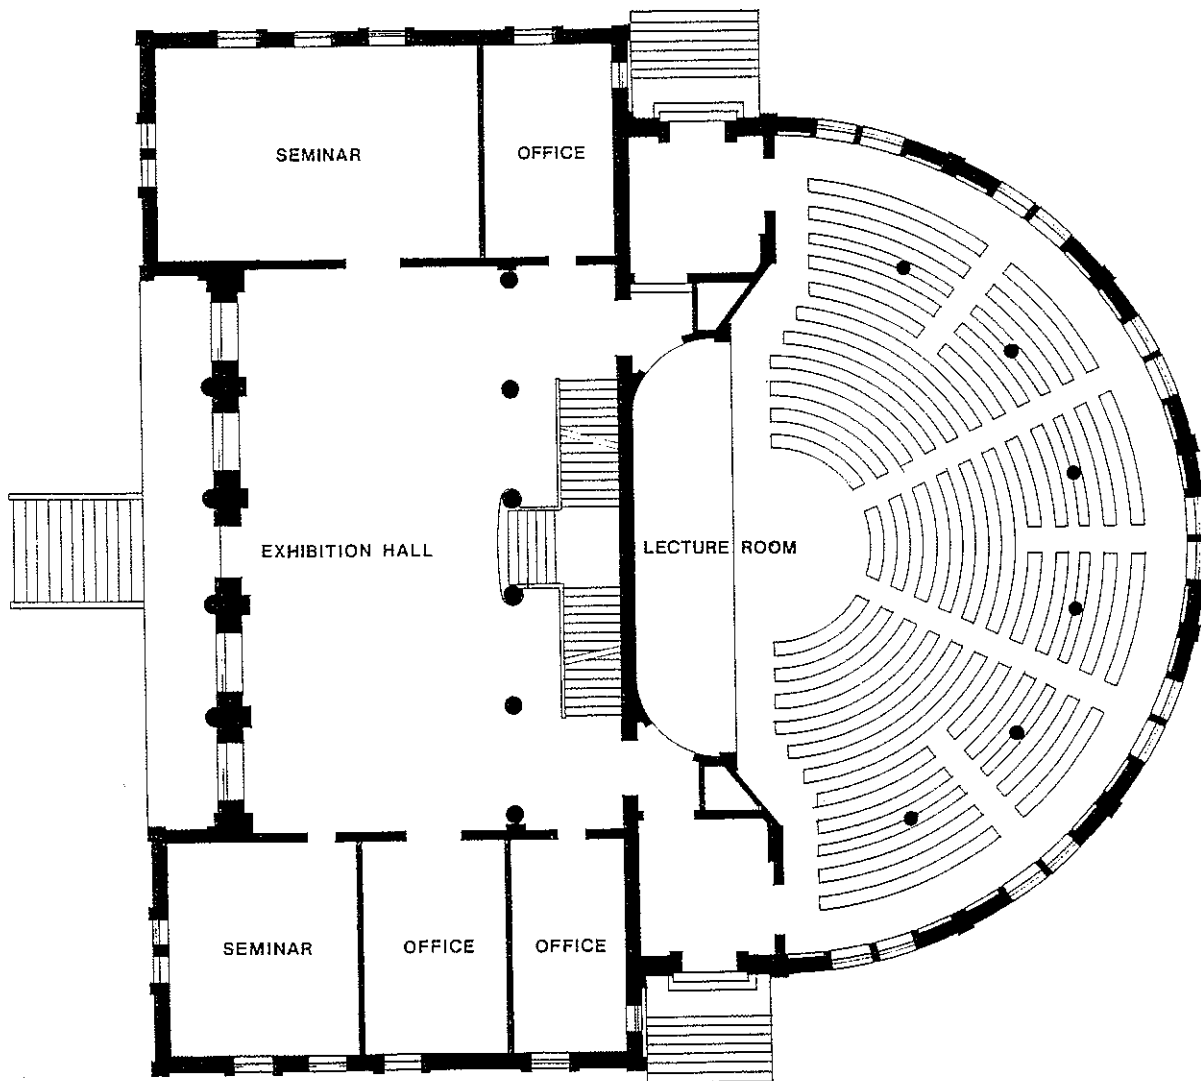 SEMINAR
OFFICE
EXHIBITION HALL
LECTURE ROOM
SEMINAR
OFFICE
OFFICE